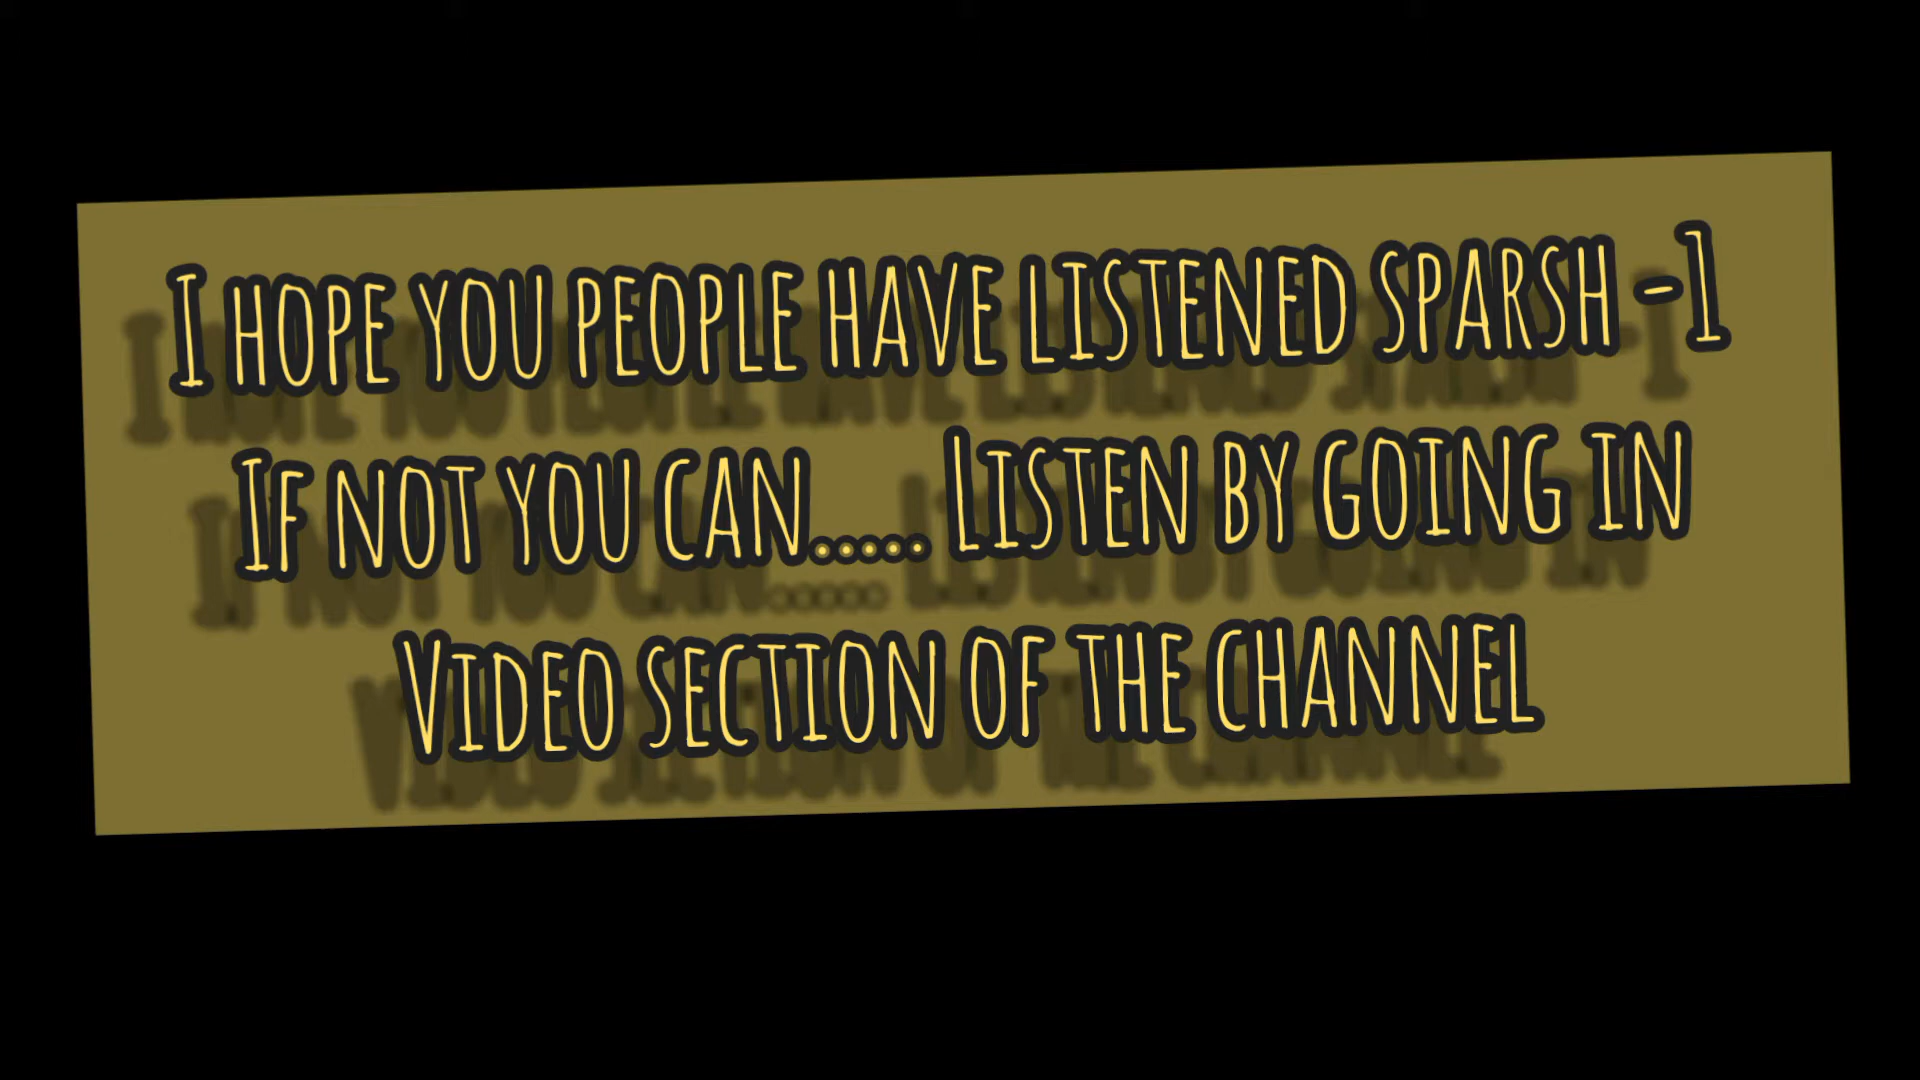 I hope you people have listened sparsh -1
If not you can..... Listen by going in
Video section of the channel